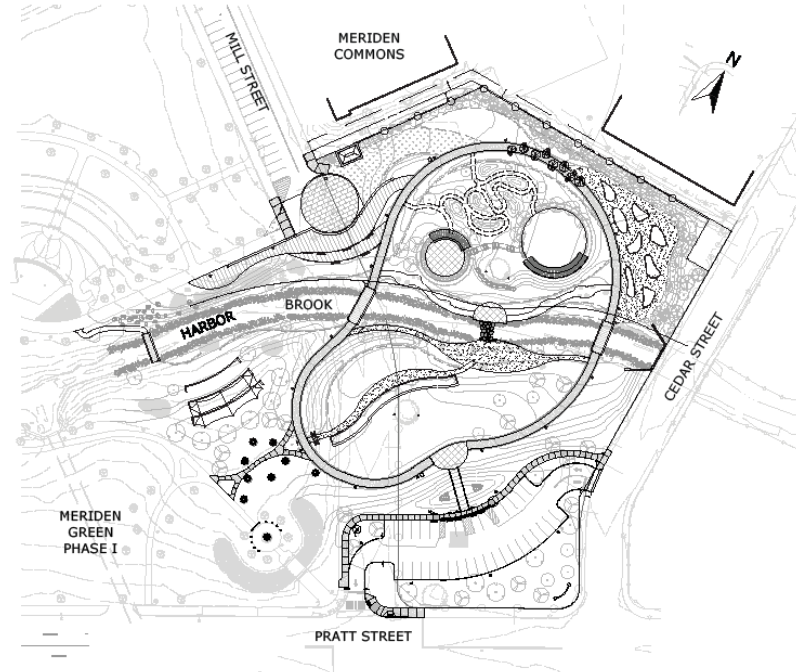 MERIDEN
COMMONS
N
MILL STREET
BROOK
HARBOR
CEDAR STREET
MERIDEN
GREEN
PHASE I
PRATT STREET